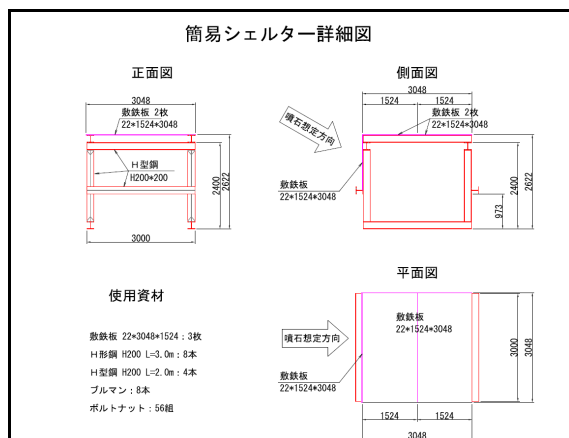 簡易シェルター詳細図
正面図
3048
敷鉄板 2枚
22*1524*3048
H型鋼
H200*200
2400
2622
3000
側面図
3048
1524
1524
敷鉄板 2枚
22*1524*3048
噴石想定方向
敷鉄板
22*1524*3048
973
2400
2622
使用資材
敷鉄板 22*3048*1524：3枚
H形鋼 H200 L=3.0m：8本
H型鋼 H200 L=2.0m：4本
ブルマン：8本
ボルトナット：56組
平面図
敷鉄板
22*1524*3048
噴石想定方向
敷鉄板
22*1524*3048
3000
3048
1524
1524
3048